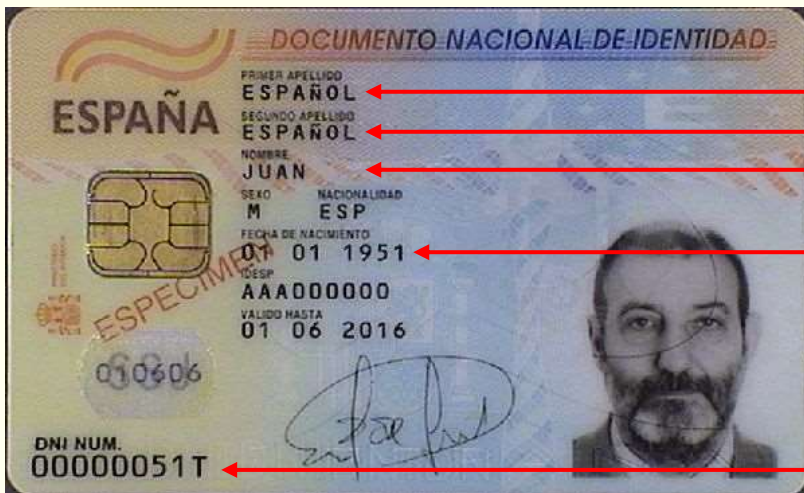 DOCUMENTO NACIONAL DE IDENTIDAD
ESPAÑA
PRIMER APELLIDO
ESPAÑOL
SEGUNDO APELLIDO
ESPAÑOL
NOMBRE
JUAN
SEXO NACIONALIDAD
M ESP
FECHA DE NACIMIENTO
01 01 1951
IDESP
AAA000000
VALIDO HASTA
01 06 2016
ESPECIMEN
010606
DNI NUM.
00000051T